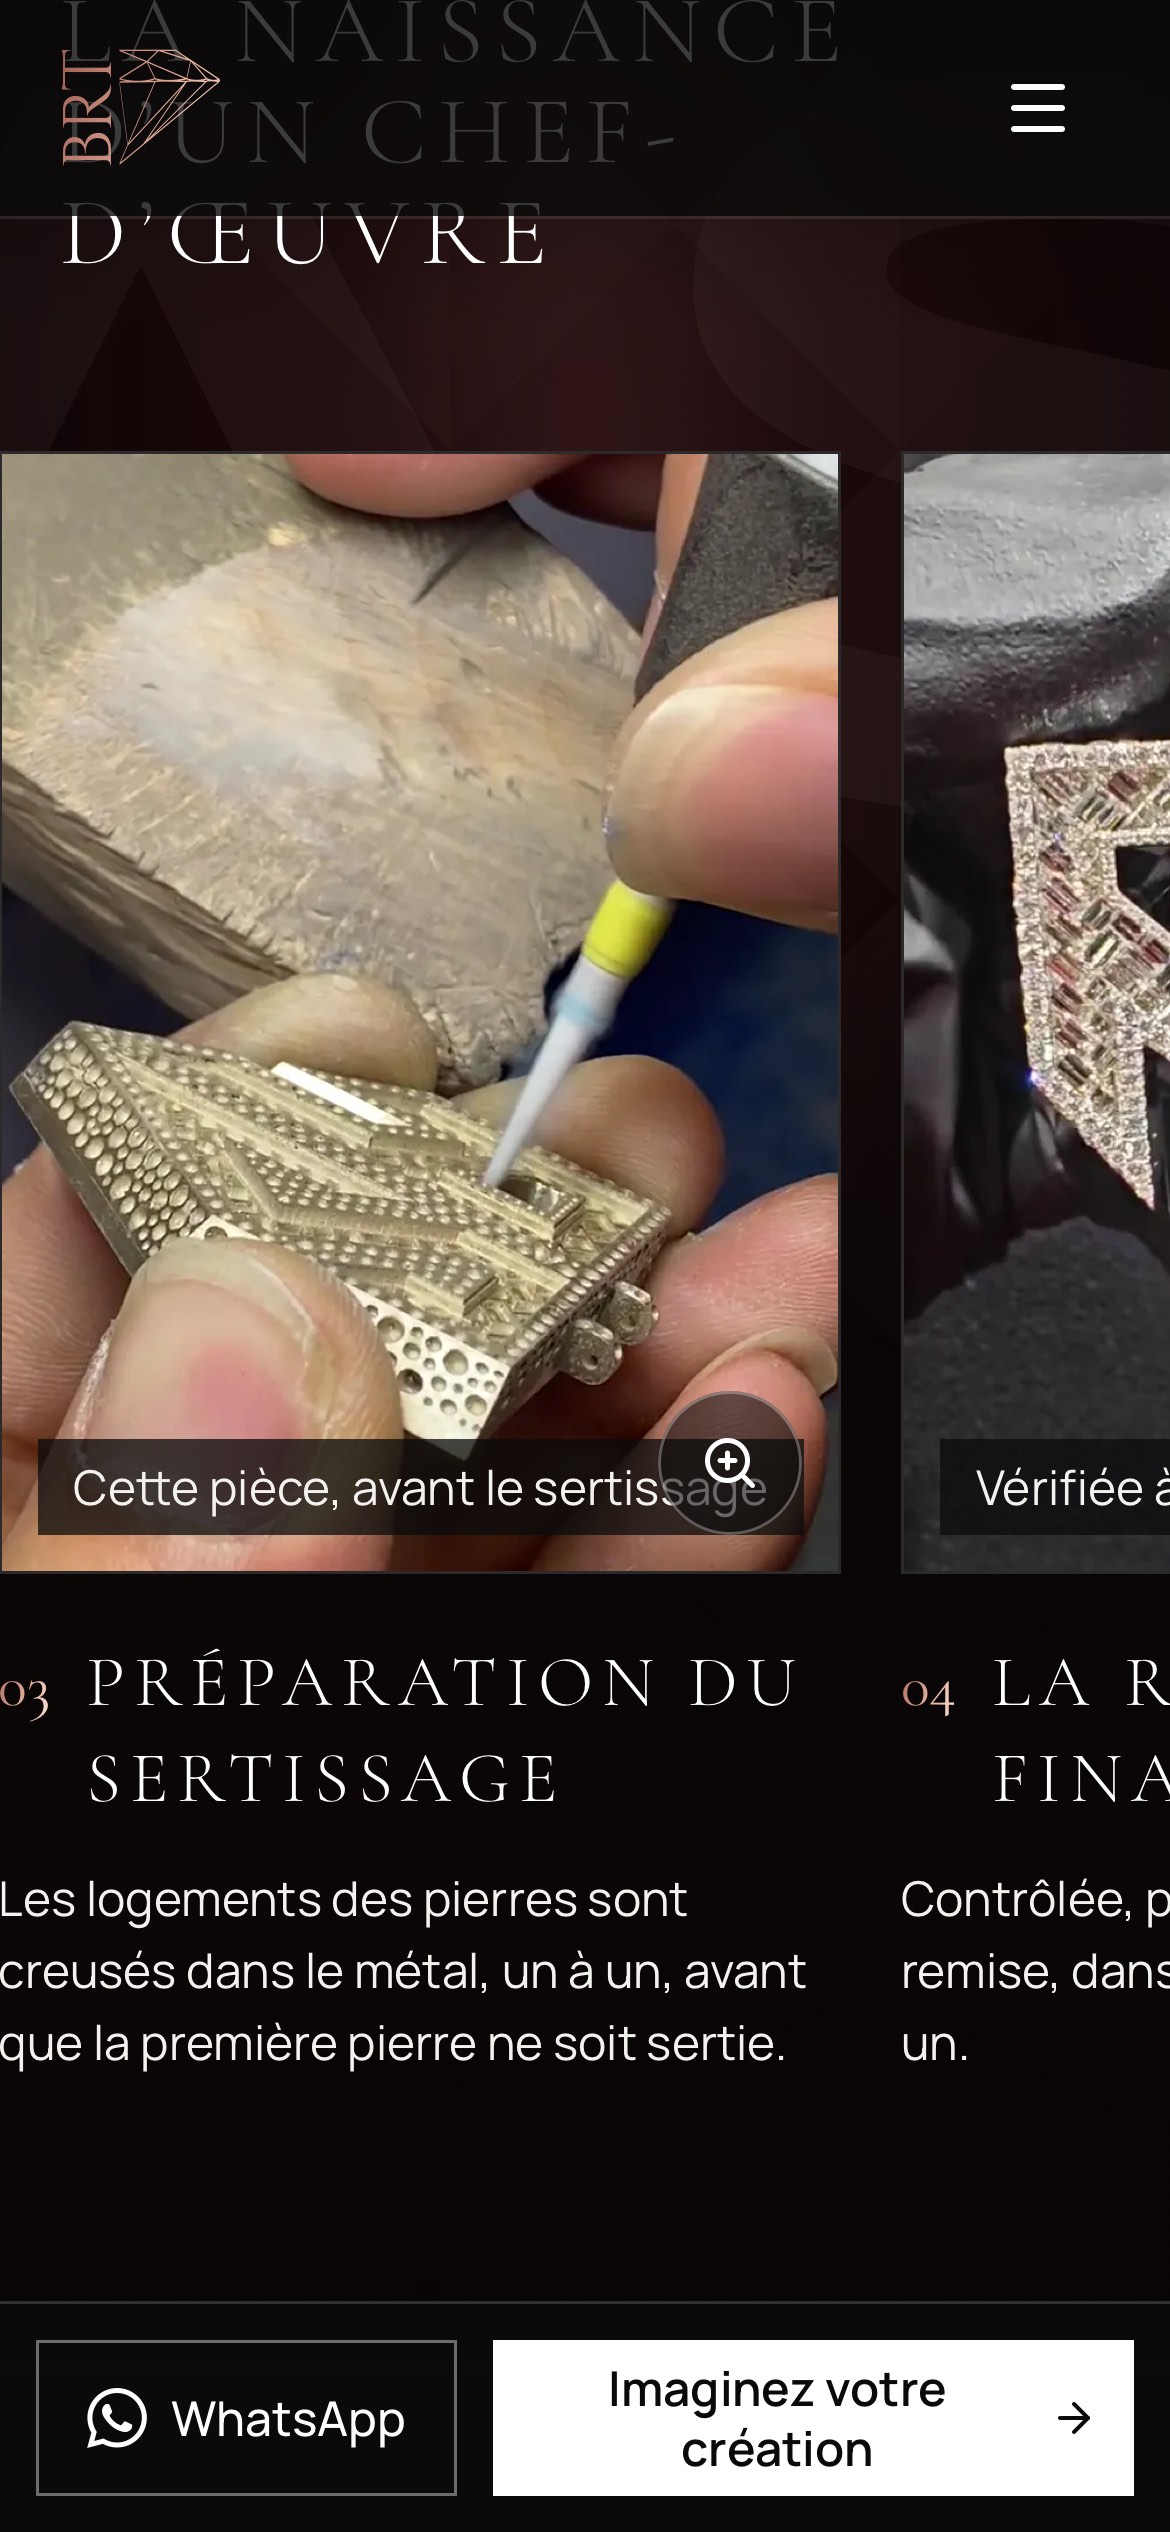 LA NAISSANCE
D’UN CHEF-
D’ŒUVRE
BRT
Cette pièce, avant le sertissage
Vérifiée à
03 PRÉPARATION DU
SERTISSAGE
Les logements des pierres sont
creusés dans le métal, un à un, avant
que la première pierre ne soit sertie.
04 LA R
FINA
Contrôlée, p
remise, dans
un.
WhatsApp
Imaginez votre
création